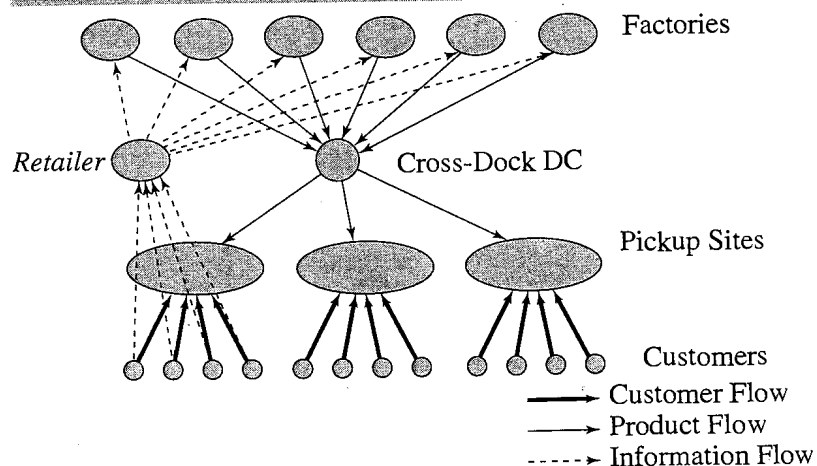 Factories
Retailer
Cross-Dock DC
Pickup Sites
Customers
Customer Flow
Product Flow
Information Flow